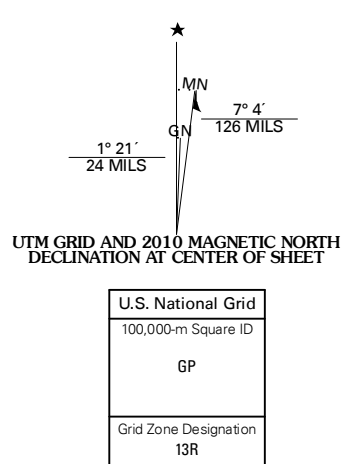 MN
7° 4´
126 MILS
GN
1° 21´
24 MILS
UTM GRID AND 2010 MAGNETIC NORTH
DECLINATION AT CENTER OF SHEET
U.S. National Grid
100,000-m Square ID
GP
Grid Zone Designation
13R